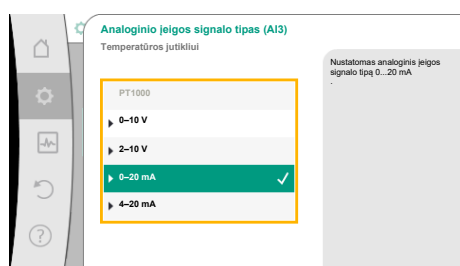 Analoginio įeigos signalo tipas (AI3)
Temperatūros jutikliui
Nustatomas analoginis įeigos
signalo tipą 0...20 mA
.
PT1000
0–10 V
2–10 V
0–20 mA
4–20 mA
?